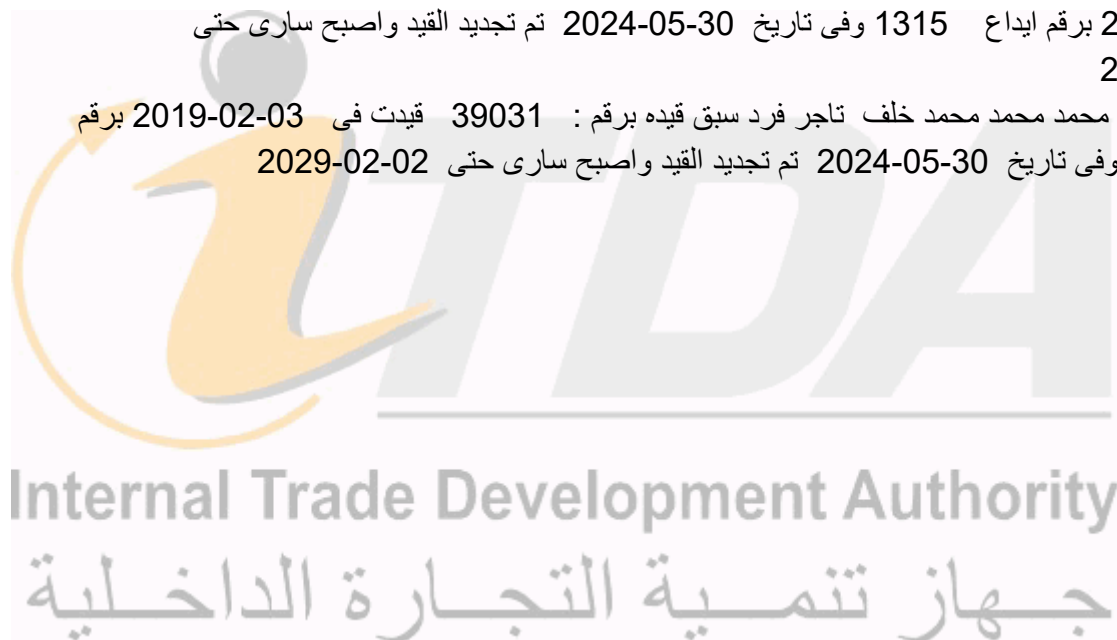 2 برقم ايداع 1315 وفى تاريخ 2024-05-30 تم تجديد القيد واصبح سارى حتى
2
محمد محمد محمد خلف تاجر فرد سبق قيده برقم : 39031 قيدت فى 2019-02-03 برقم
وفى تاريخ 2024-05-30 تم تجديد القيد واصبح سارى حتى 2029-02-02
iTDA
Internal Trade Development Authority
جهاز تنمية التجارة الداخلية